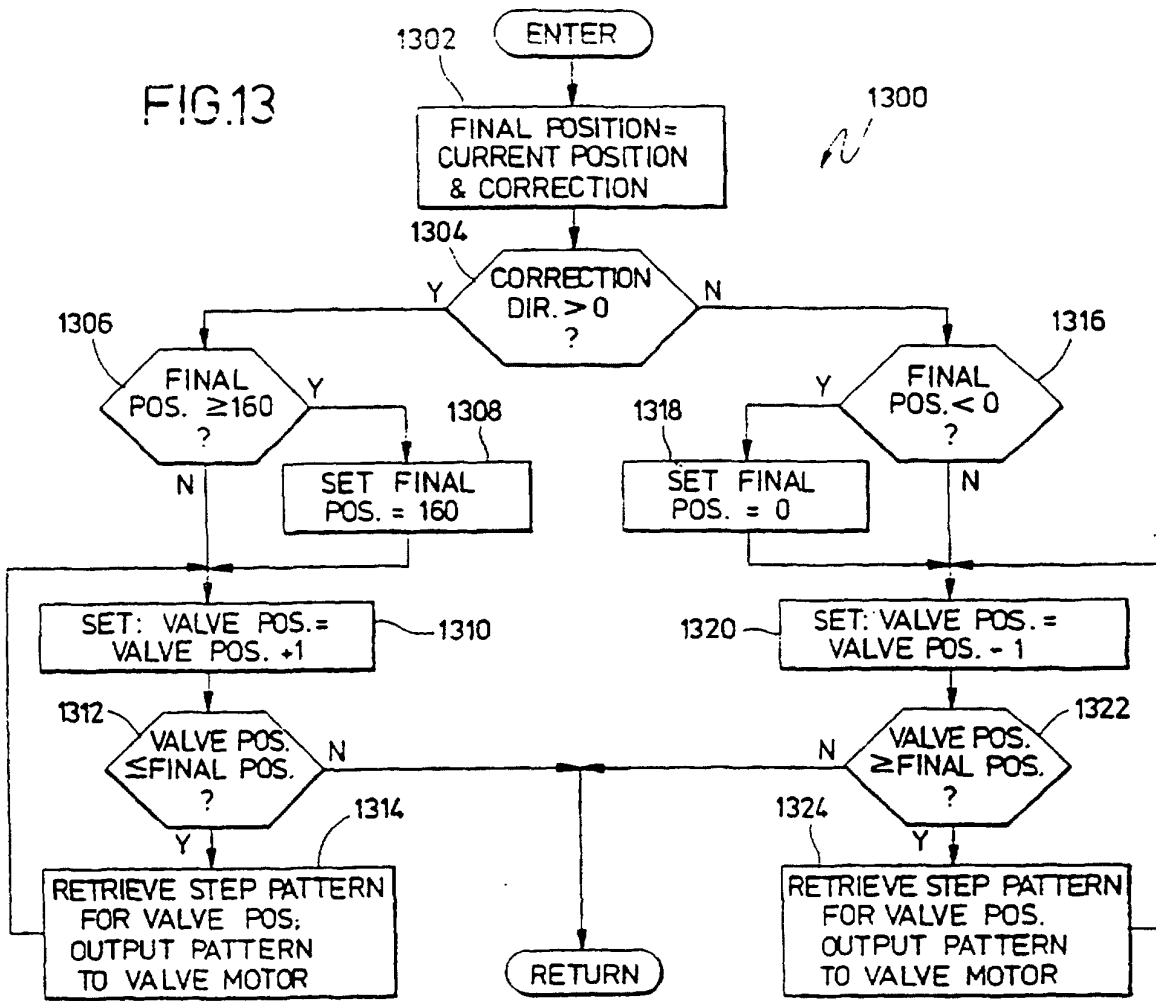 ENTER
1302
FIG.13
1300
FINAL POSITION=
CURRENT POSITION
& CORRECTION
1304
CORRECTION
DIR. > 0
?
Y
N
1306
FINAL
POS. ≥160
?
Y
N
1308
SET FINAL
POS. = 160
1316
FINAL
POS. < 0
?
Y
N
1318
SET FINAL
POS. = 0
SET: VALVE POS.=
VALVE POS. +1
1310
1320
SET: VALVE POS. =
VALVE POS. - 1
1312
VALVE POS.
≤FINAL POS.
?
N
Y
1322
VALVE POS.
≥FINAL POS.
?
N
Y
1314
RETRIEVE STEP PATTERN
FOR VALVE POS;
OUTPUT PATTERN
TO VALVE MOTOR
1324
RETRIEVE STEP PATTERN
FOR VALVE POS.
OUTPUT PATTERN
TO VALVE MOTOR
RETURN